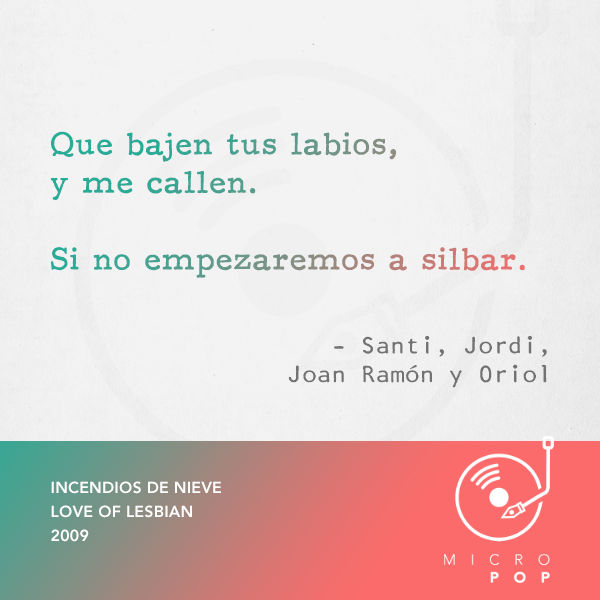 Que bajen tus labios,
y me callen.
Si no empezaremos a silbar.
– Santi, Jordi,
Joan Ramón y Oriol
INCENDIOS DE NIEVE
LOVE OF LESBIAN
2009
MICRO
POP